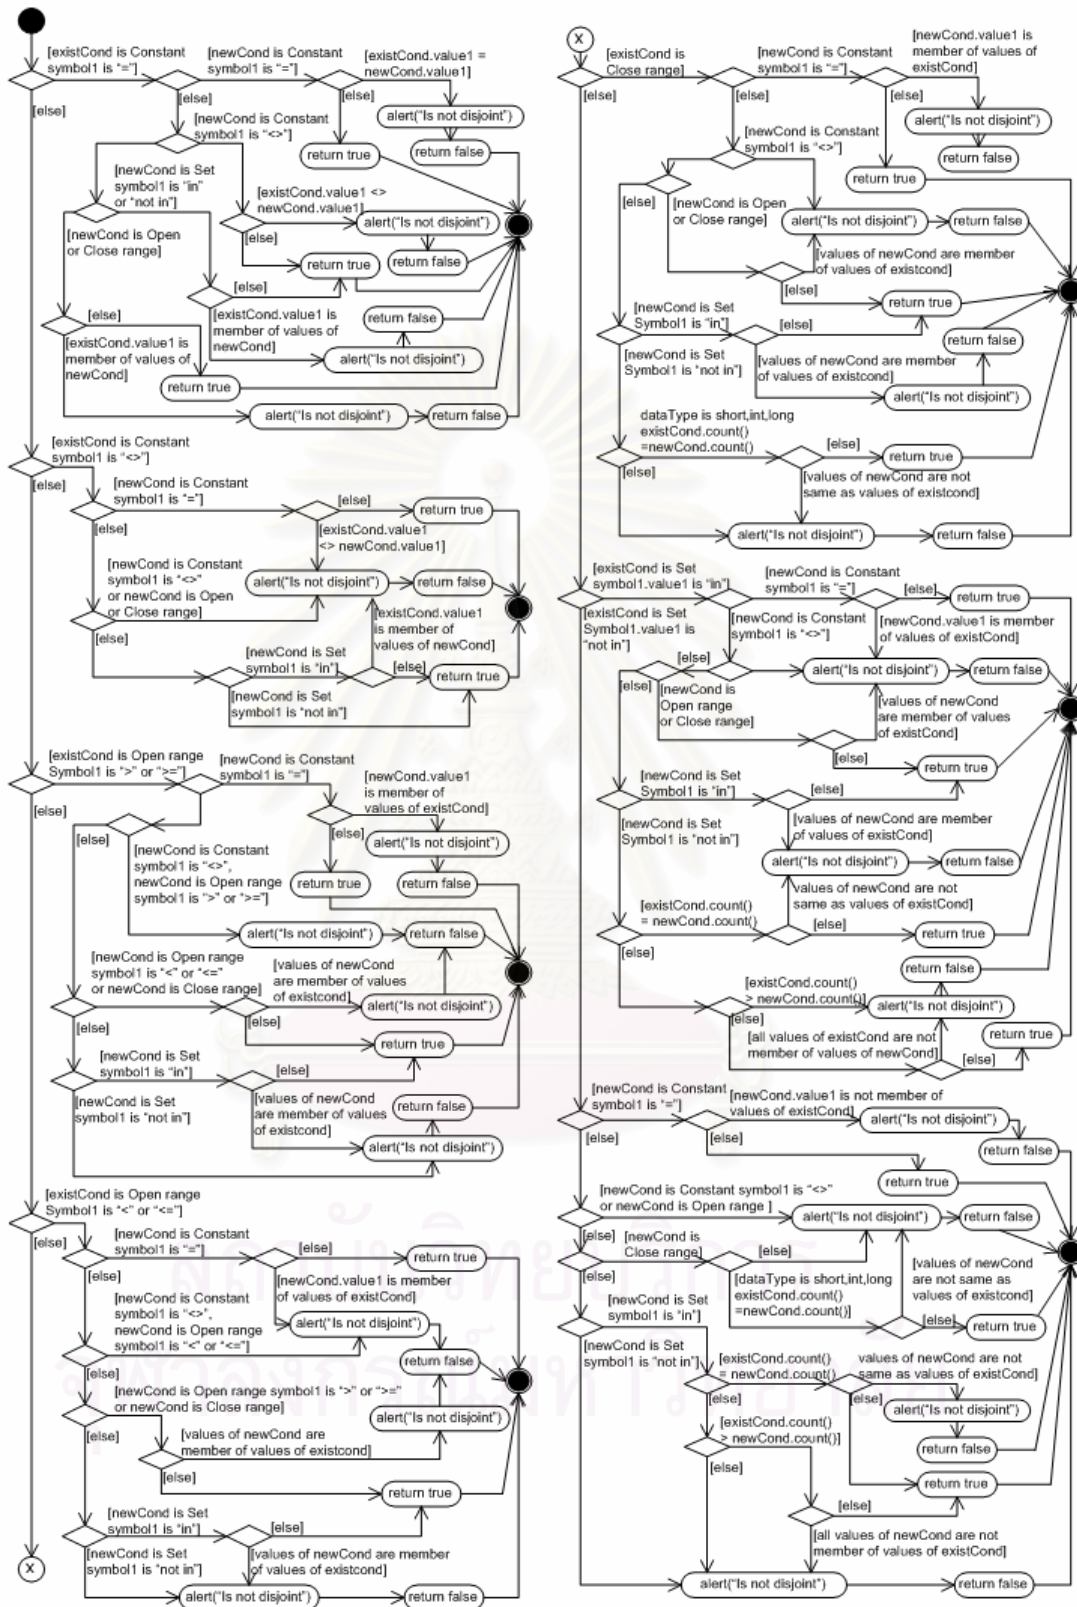 [existCond is Constant
symbol1 is "="]
[newCond is Constant
symbol1 is "="]
[existCond.value1 =
newCond.value1]
[else]
[else]
[else]
alert("Is not disjoint")
return false
[newCond is Constant
symbol1 is "<>"]
return true
[newCond is Set
symbol1 is "in"
or "not in"]
[existCond.value1 <>
newCond.value1]
[newCond is Open
or Close range]
[else]
alert("Is not disjoint")
return false
return true
[else]
[existCond.value1 is
member of values of
newCond]
return false
alert("Is not disjoint")
[else]
[existCond.value1 is
member of values of
newCond]
return true
alert("Is not disjoint")
return false
[existCond is Constant
symbol1 is "<>"]
[else]
[newCond is Constant
symbol1 is "="]
[else]
[else]
return true
[existCond.value1
<> newCond.value1]
[newCond is Constant
symbol1 is "<>"
or newCond is Open
or Close range]
alert("Is not disjoint")
return false
[else]
[existCond.value1
is member of
values of newCond]
[newCond is Set
symbol1 is "in"]
[else]
return true
[newCond is Set
symbol1 is "not in"]
[existCond is Open range
Symbol1 is ">" or ">="]
[newCond is Constant
symbol1 is "="]
[else]
[newCond.value1
is member of
values of existCond]
[else]
[else]
alert("Is not disjoint")
[newCond is Constant
symbol1 is "<>",
newCond is Open range
symbol1 is ">" or ">="]
return true
return false
alert("Is not disjoint")
return false
[newCond is Open range
symbol1 is "<" or "<="
or newCond is Close range]
[values of newCond
are member of values
of existcond]
alert("Is not disjoint")
[else]
[else]
return true
[newCond is Set
symbol1 is "in"]
[else]
[newCond is Set
symbol1 is "not in"]
[values of newCond
are member of values
of existcond]
return false
alert("Is not disjoint")
[existCond is Open range
Symbol1 is "<" or "<="]
[else]
[newCond is Constant
symbol1 is "="]
[else]
[else]
return true
[newCond.value1 is member
of values of existCond]
[newCond is Constant
symbol1 is "<>",
newCond is Open range
symbol1 is "<" or "<="]
alert("Is not disjoint")
return false
[else]
[newCond is Open range symbol1 is ">" or ">="
or newCond is Close range]
alert("Is not disjoint")
[else]
[values of newCond are
member of values of existcond]
[else]
return true
[newCond is Set
symbol1 is "in"]
[else]
[newCond is Set
symbol1 is "not in"]
[values of newCond are member
of values of existcond]
alert("Is not disjoint")
return false
X
X
[existCond is
Close range]
[else]
[newCond is Constant
symbol1 is "="]
[newCond.value1 is
member of values of
existCond]
[else]
[else]
alert("Is not disjoint")
return false
[newCond is Constant
symbol1 is "<>"]
return true
[else]
[newCond is Open
or Close range]
alert("Is not disjoint")
return false
[values of newCond are member
of values of existcond]
[else]
return true
[newCond is Set
Symbol1 is "in"]
[else]
return false
[newCond is Set
Symbol1 is "not in"]
[values of newCond are member
of values of existcond]
alert("Is not disjoint")
dataType is short,int,long
existCond.count()
=newCond.count()
[else]
return true
[else]
[values of newCond are not
same as values of existcond]
alert("Is not disjoint")
return false
[existCond is Set
symbol1.value1 is "in"]
[newCond is Constant
symbol1 is "="]
[else]
return true
[existCond is Set
Symbol1.value1 is
"not in"]
[newCond is Constant
symbol1 is "<>"]
[newCond.value1 is member
of values of existCond]
[else]
alert("Is not disjoint")
return false
[else]
[newCond is
Open range
or Close range]
[values of newCond
are member of values
of existCond]
[else]
return true
[newCond is Set
Symbol1 is "in"]
[else]
[newCond is Set
Symbol1 is "not in"]
[values of newCond are member
of values of existCond]
alert("Is not disjoint")
return false
values of newCond are not
same as values of existCond]
[existCond.count()
= newCond.count()
[else]
return true
[else]
return false
[existCond.count()
> newCond.count()]
alert("Is not disjoint")
[else]
[all values of existCond are not
member of values of newCond]
return true
[else]
[newCond is Constant
symbol1 is "="]
[newCond.value1 is not member of
values of existCond]
alert("Is not disjoint")
[else]
[else]
return false
return true
[newCond is Constant symbol1 is "<>"
or newCond is Open range ]
alert("Is not disjoint")
return false
[else]
[newCond is
Close range]
[else]
[else]
[dataType is short,int,long
existCond.count()
=newCond.count()]
[values of newCond
are not same as
values of existcond]
[else]
return true
[newCond is Set
symbol1 is "in"]
[newCond is Set
symbol1 is "not in"]
[existCond.count()
= newCond.count()
values of newCond are not
same as values of existCond]
[else]
[else]
alert("Is not disjoint")
[existCond.count()
> newCond.count()]
return false
[else]
return true
[else]
[all values of newCond are not
member of values of existCond]
alert("Is not disjoint")
return false
สถาบันวิทยบริการ
จุฬาลงกรณ์มหาวิทยาลัย